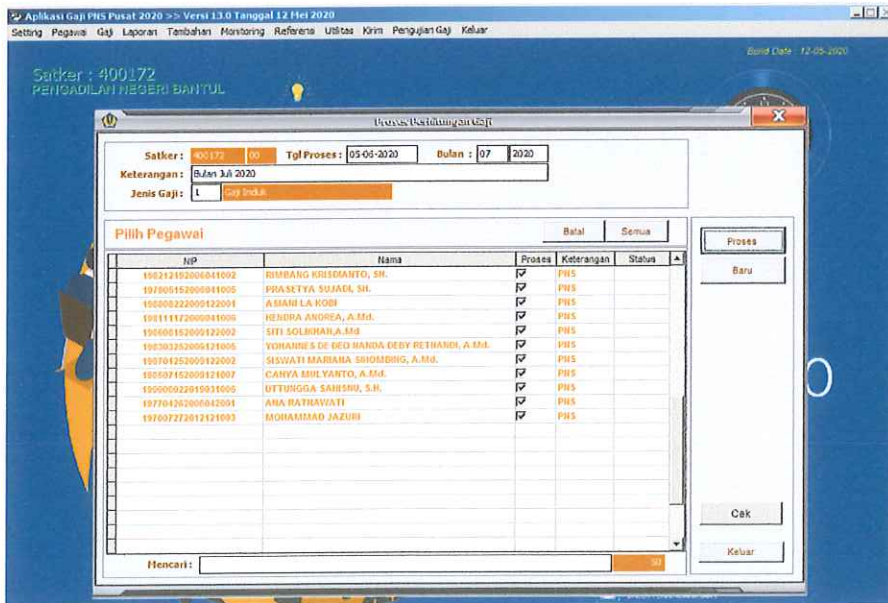 Aplikasi Gaji PNS Pusat 2020 >> Versi 13.0 Tanggal 12 Mei 2020
Setting Pegawai Gaji Laporan Tambahan Monitoring Referensi Utilitas Kirim Pengujian Gaji Keluar
Build Date 12-05-2020
Satker : 400172
PENGADILAN NEGERI BANTUL
Proses Perhitungan Gaji
Satker : 400172 00 Tgl Proses : 05-06-2020 Bulan : 07 2020
Keterangan : Bulan Juli 2020
Jenis Gaji : 1 Gaji Induk
Pilih Pegawai Batal Semua
Proses
Baru
NIP Nama Proses Keterangan Status
RIMBANG KRISDIANTO, SH. PNS
PRASETYA SUJADI, SH. PNS
ASIANI LA KOBI PNS
HENDRA ANDREA, A.Md. PNS
SITI SOLIKHAH,A.Md PNS
YOHANNES DE DEO NANDA DEBY RETNANDI, A.Md. PNS
SISWATI MARIANA SIHOMBING, A.Md. PNS
CAHYA MULYANTO, A.Md. PNS
UTTUNGGA SAHISNU, S.H. PNS
ANA RATNAWATI PNS
197007272012121003 MOHAMMAD JAZURI PNS
Cek
Keluar
Mencari : 50